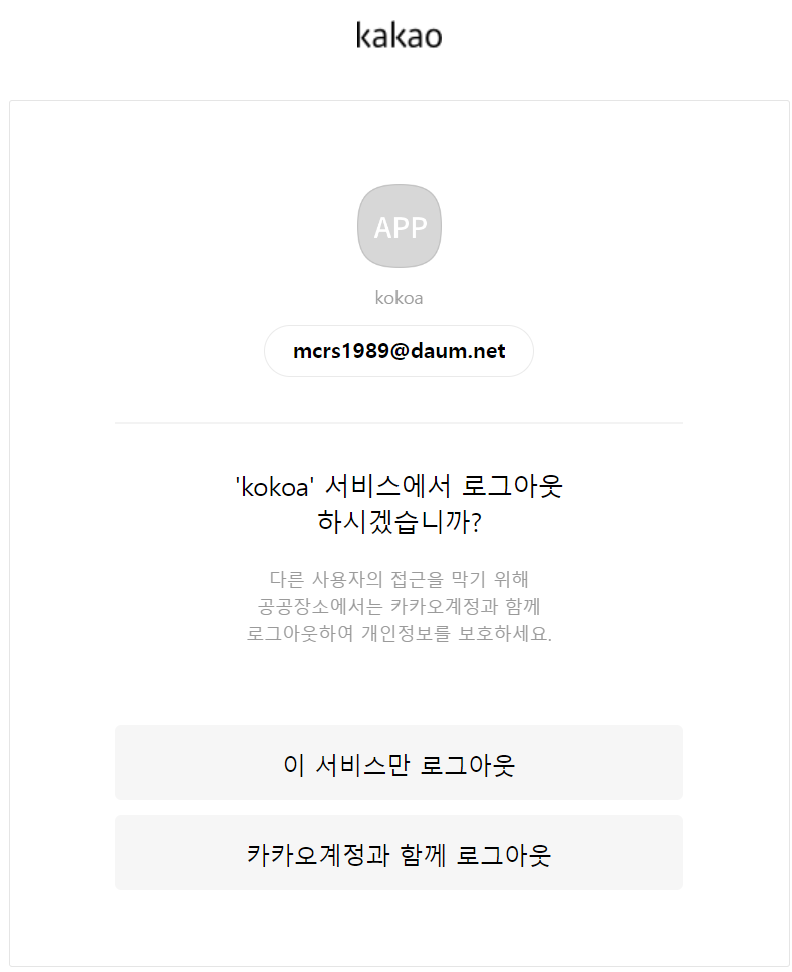 kakao
APP
kokoa
mcrs1989@daum.net
'kokoa' 서비스에서 로그아웃
하시겠습니까?
다른 사용자의 접근을 막기 위해
공공장소에서는 카카오계정과 함께
로그아웃하여 개인정보를 보호하세요.
이 서비스만 로그아웃
카카오계정과 함께 로그아웃